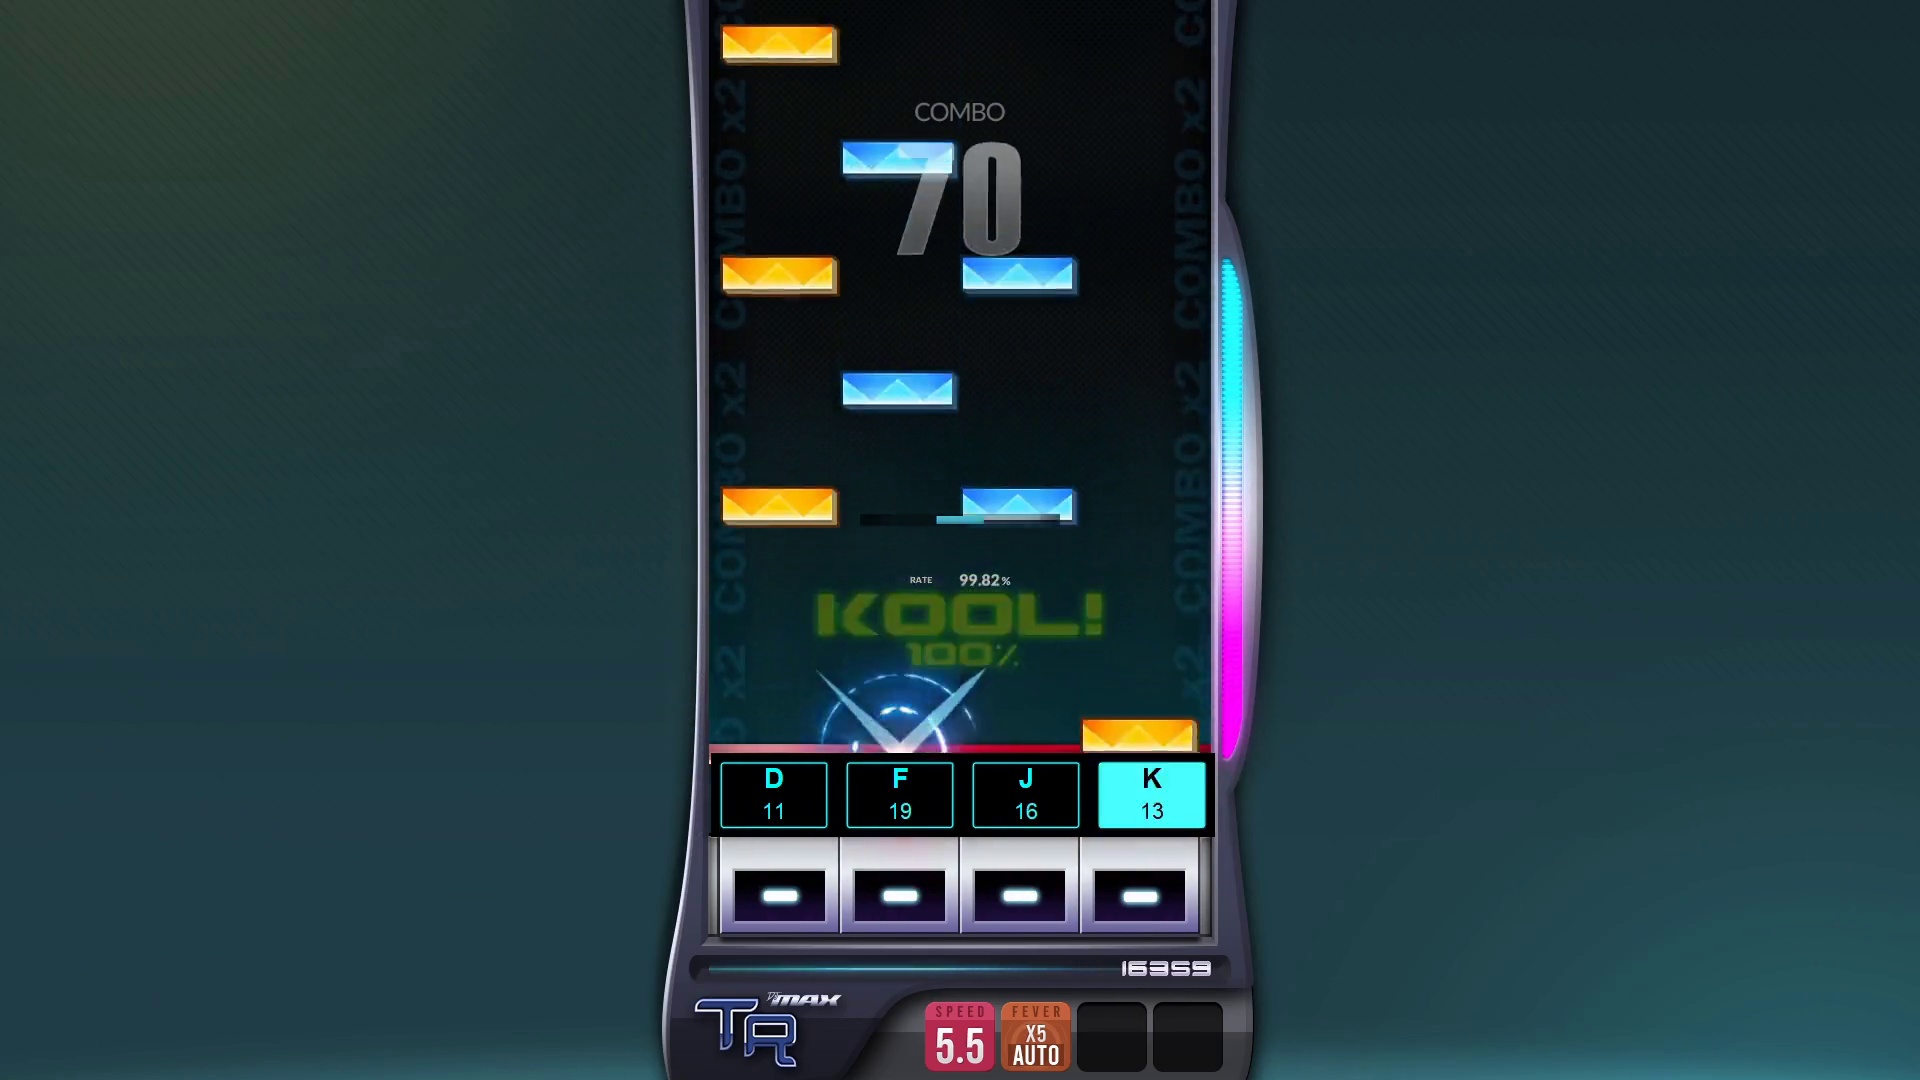 COMBO
70
COMBO x2
COMBO x2
COMBO x2
COMBO x2
COMBO x2
COMBO x2
RATE 99.82%
KOOL!
100%
D F J K
11 19 16 13
16359
MAX
TR
SPEED FEVER
5.5 X5
AUTO